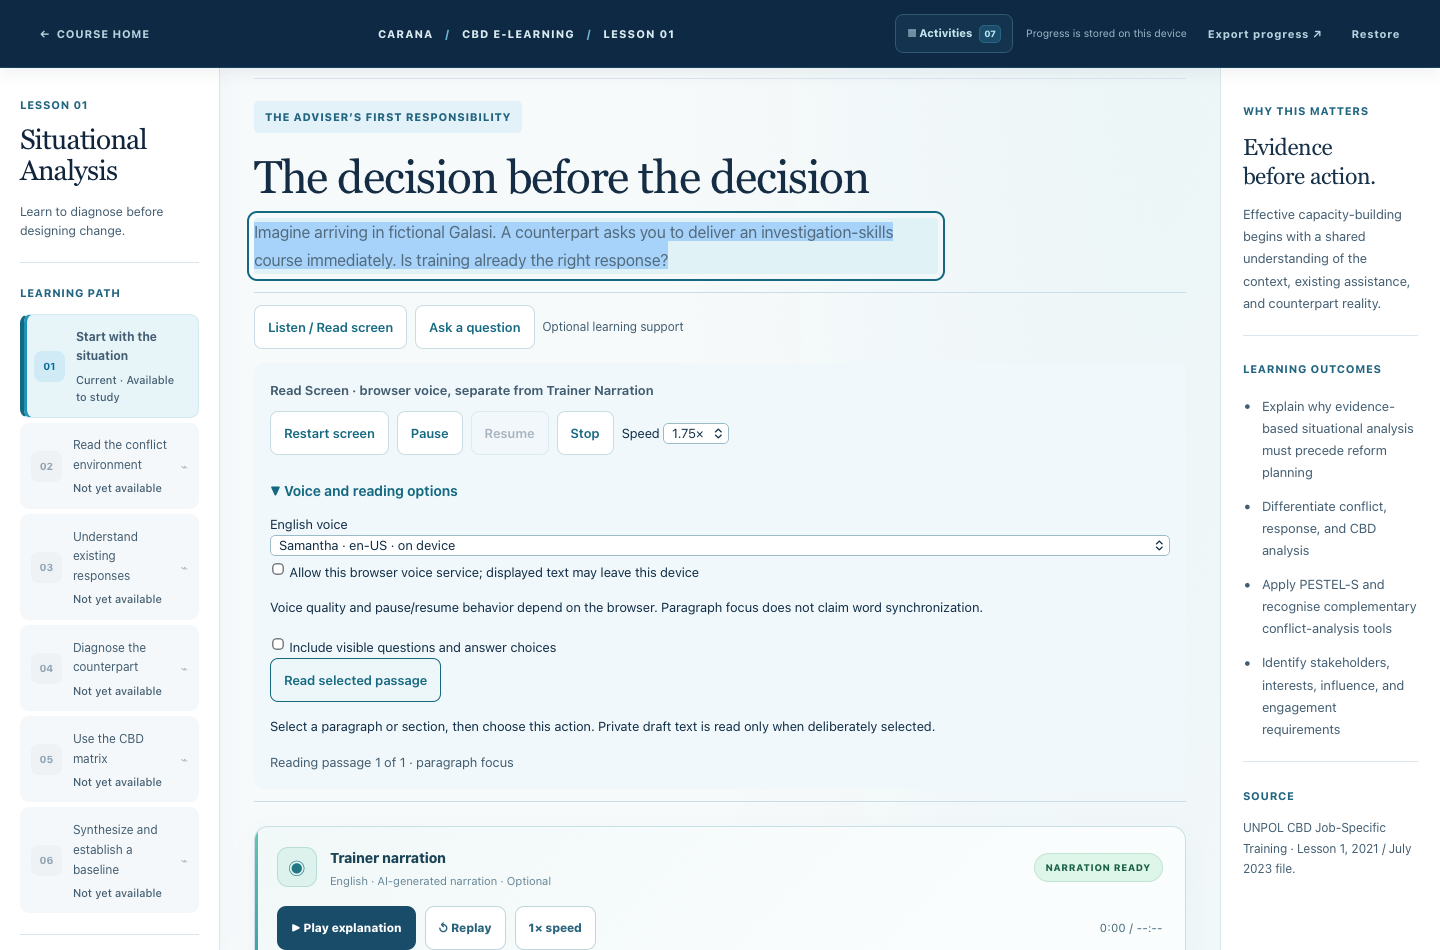 ← COURSE HOME
CARANA / CBD E-LEARNING / LESSON 01
Activities 07
Progress is stored on this device
Export progress ↗
Restore
LESSON 01
Situational
Analysis
Learn to diagnose before
designing change.
LEARNING PATH
01
Start with the
situation
Current · Available
to study
02
Read the conflict
environment
Not yet available
03
Understand
existing
responses
Not yet available
04
Diagnose the
counterpart
Not yet available
05
Use the CBD
matrix
Not yet available
06
Synthesize and
establish a
baseline
Not yet available
THE ADVISER'S FIRST RESPONSIBILITY
The decision before the decision
Imagine arriving in fictional Galasi. A counterpart asks you to deliver an investigation-skills
course immediately. Is training already the right response?
Listen / Read screen
Ask a question
Optional learning support
Read Screen · browser voice, separate from Trainer Narration
Restart screen
Pause
Resume
Stop
Speed 1.75×
▼ Voice and reading options
English voice
Samantha · en-US · on device
Allow this browser voice service; displayed text may leave this device
Voice quality and pause/resume behavior depend on the browser. Paragraph focus does not claim word synchronization.
Include visible questions and answer choices
Read selected passage
Select a paragraph or section, then choose this action. Private draft text is read only when deliberately selected.
Reading passage 1 of 1 · paragraph focus
Trainer narration
English · AI-generated narration · Optional
NARRATION READY
▶ Play explanation
↺ Replay
1× speed
0:00 / --:--
WHY THIS MATTERS
Evidence
before action.
Effective capacity-building
begins with a shared
understanding of the
context, existing assistance,
and counterpart reality.
LEARNING OUTCOMES
• Explain why evidence-
based situational analysis
must precede reform
planning
• Differentiate conflict,
response, and CBD
analysis
• Apply PESTEL-S and
recognise complementary
conflict-analysis tools
• Identify stakeholders,
interests, influence, and
engagement
requirements
SOURCE
UNPOL CBD Job-Specific
Training · Lesson 1, 2021 / July
2023 file.